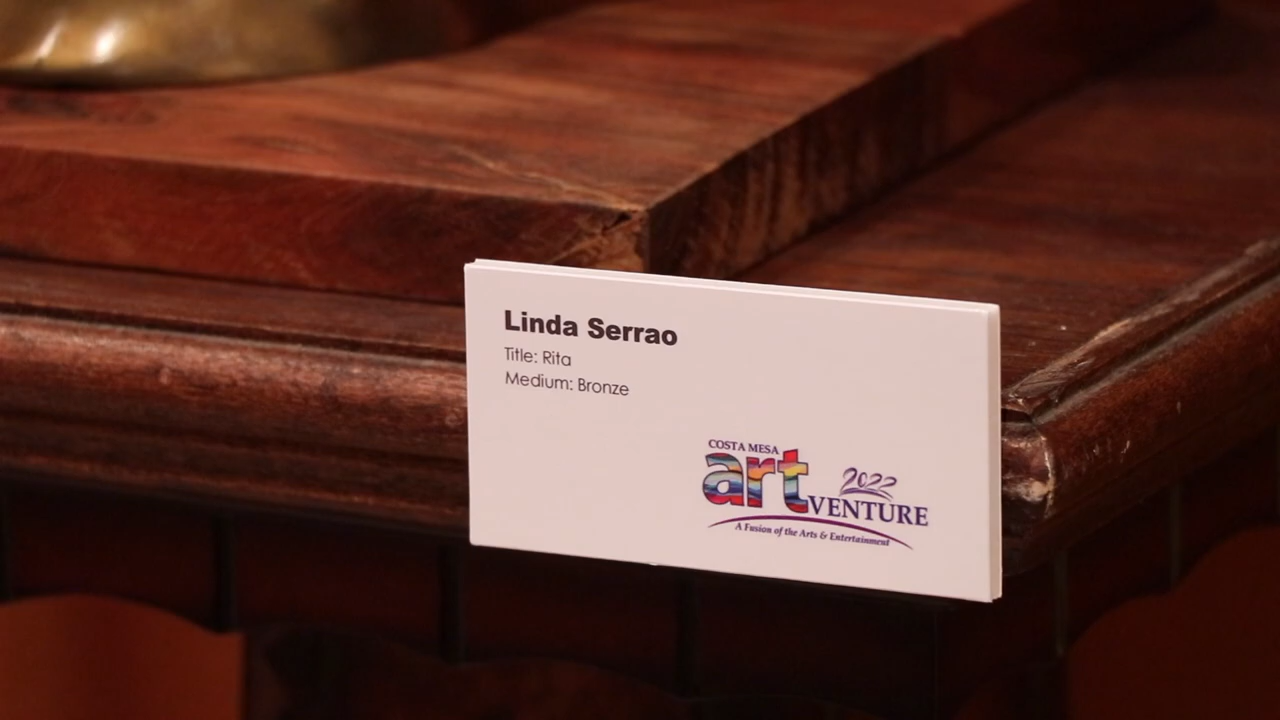 Linda Serrao
Title: Rita
Medium: Bronze
COSTA MESA
art 2022
VENTURE
A Fusion of the Arts & Entertainment